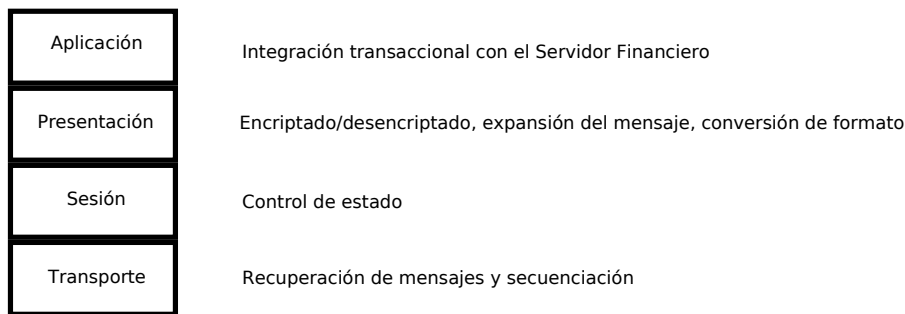 Aplicación
Integración transaccional con el Servidor Financiero
Presentación
Encriptado/desencriptado, expansión del mensaje, conversión de formato
Sesión
Control de estado
Transporte
Recuperación de mensajes y secuenciación